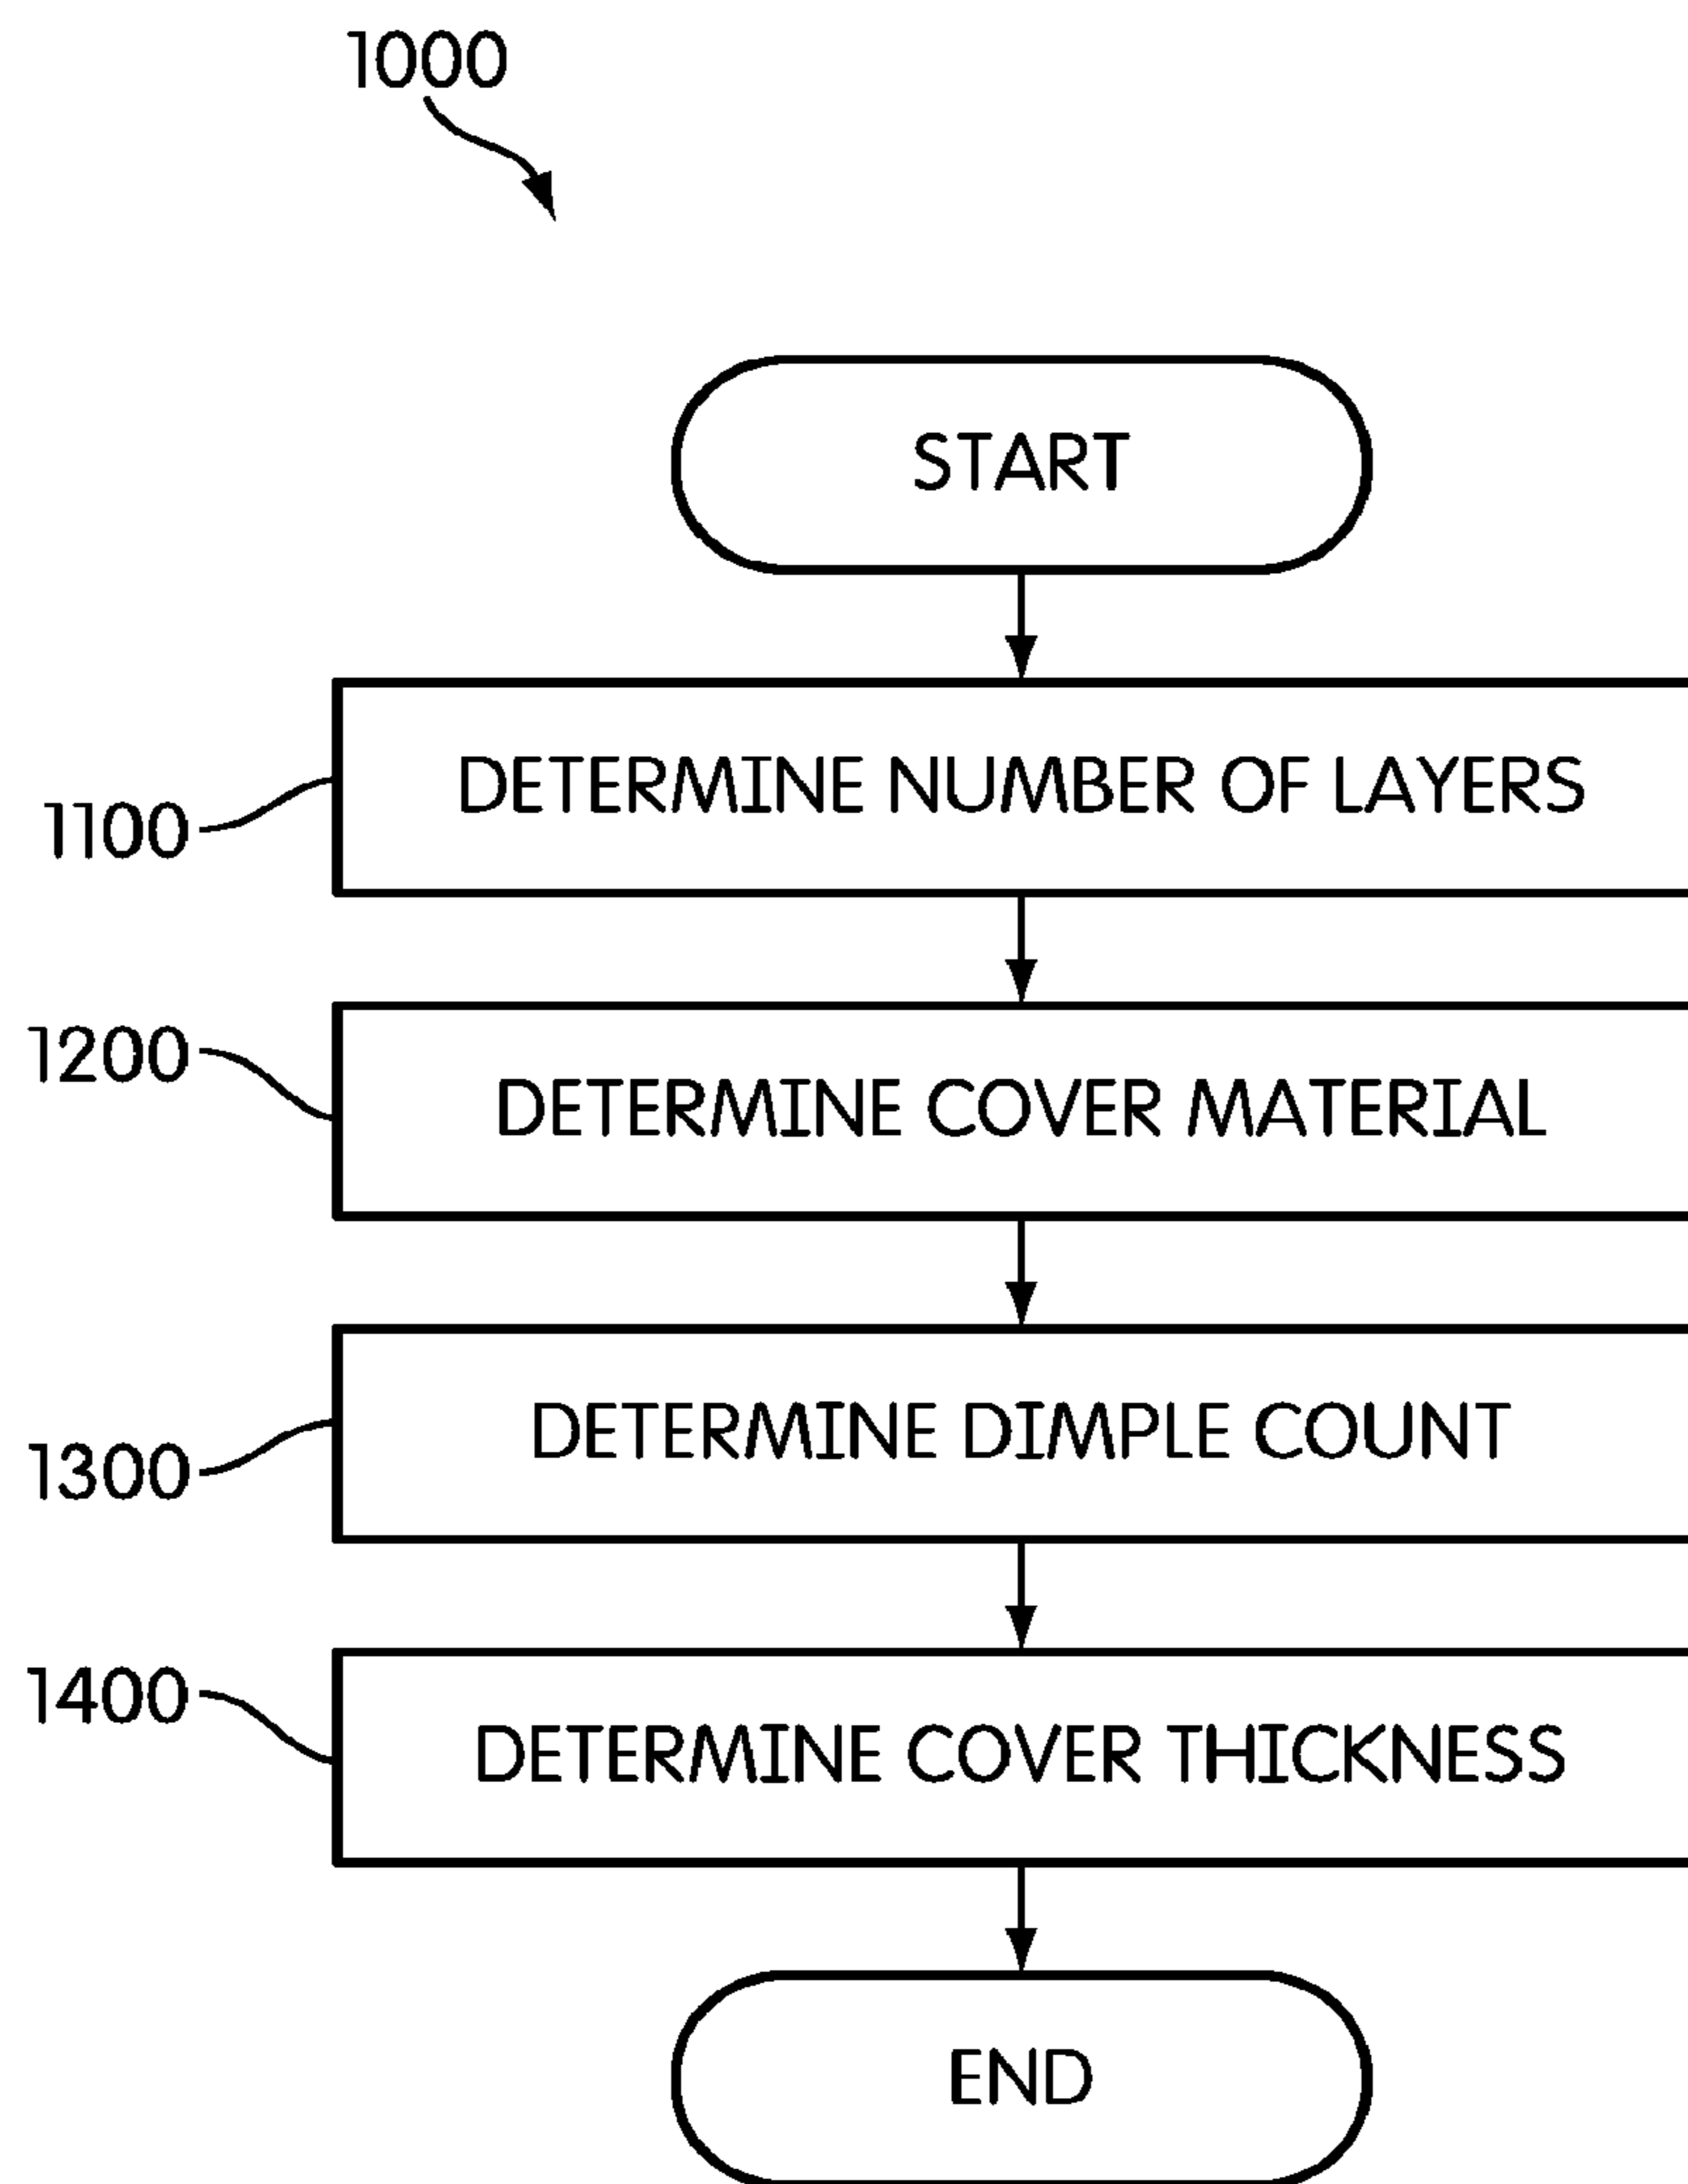 1000
START
DETERMINE NUMBER OF LAYERS
1100
1200
DETERMINE COVER MATERIAL
DETERMINE DIMPLE COUNT
1300
1400
DETERMINE COVER THICKNESS
END